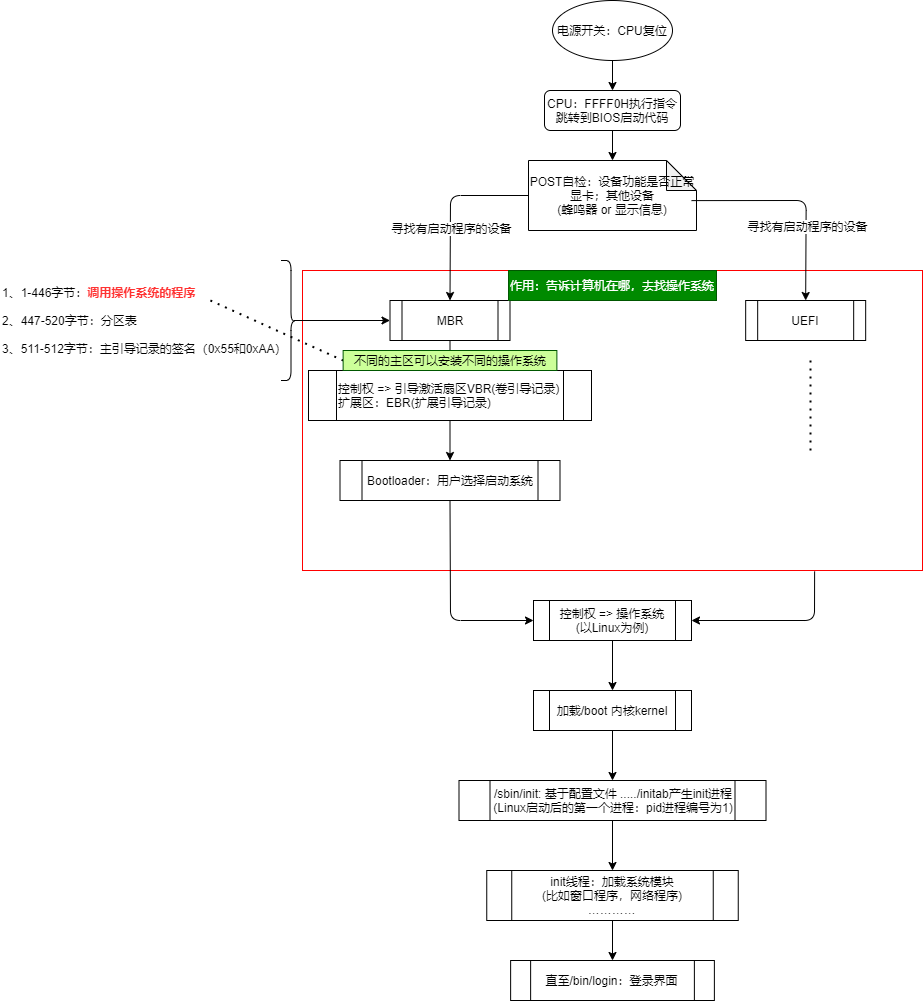 电源开关：CPU复位
CPU：FFFF0H执行指令
跳转到BIOS启动代码
POST自检：设备功能是否正常
显卡；其他设备
(蜂鸣器 or 显示信息)
寻找有启动程序的设备
寻找有启动程序的设备
作用：告诉计算机在哪，去找操作系统
1、1-446字节：调用操作系统的程序
2、447-520字节：分区表
3、511-512字节：主引导记录的签名（0x55和0xAA）
MBR
UEFI
不同的主区可以安装不同的操作系统
控制权 => 引导激活扇区VBR(卷引导记录)
扩展区：EBR(扩展引导记录)
Bootloader：用户选择启动系统
控制权 => 操作系统
(以Linux为例)
加载/boot 内核kernel
/sbin/init: 基于配置文件 ...../initab产生init进程
(Linux启动后的第一个进程：pid进程编号为1)
init线程：加载系统模块
(比如窗口程序，网络程序)
…………
直至/bin/login：登录界面